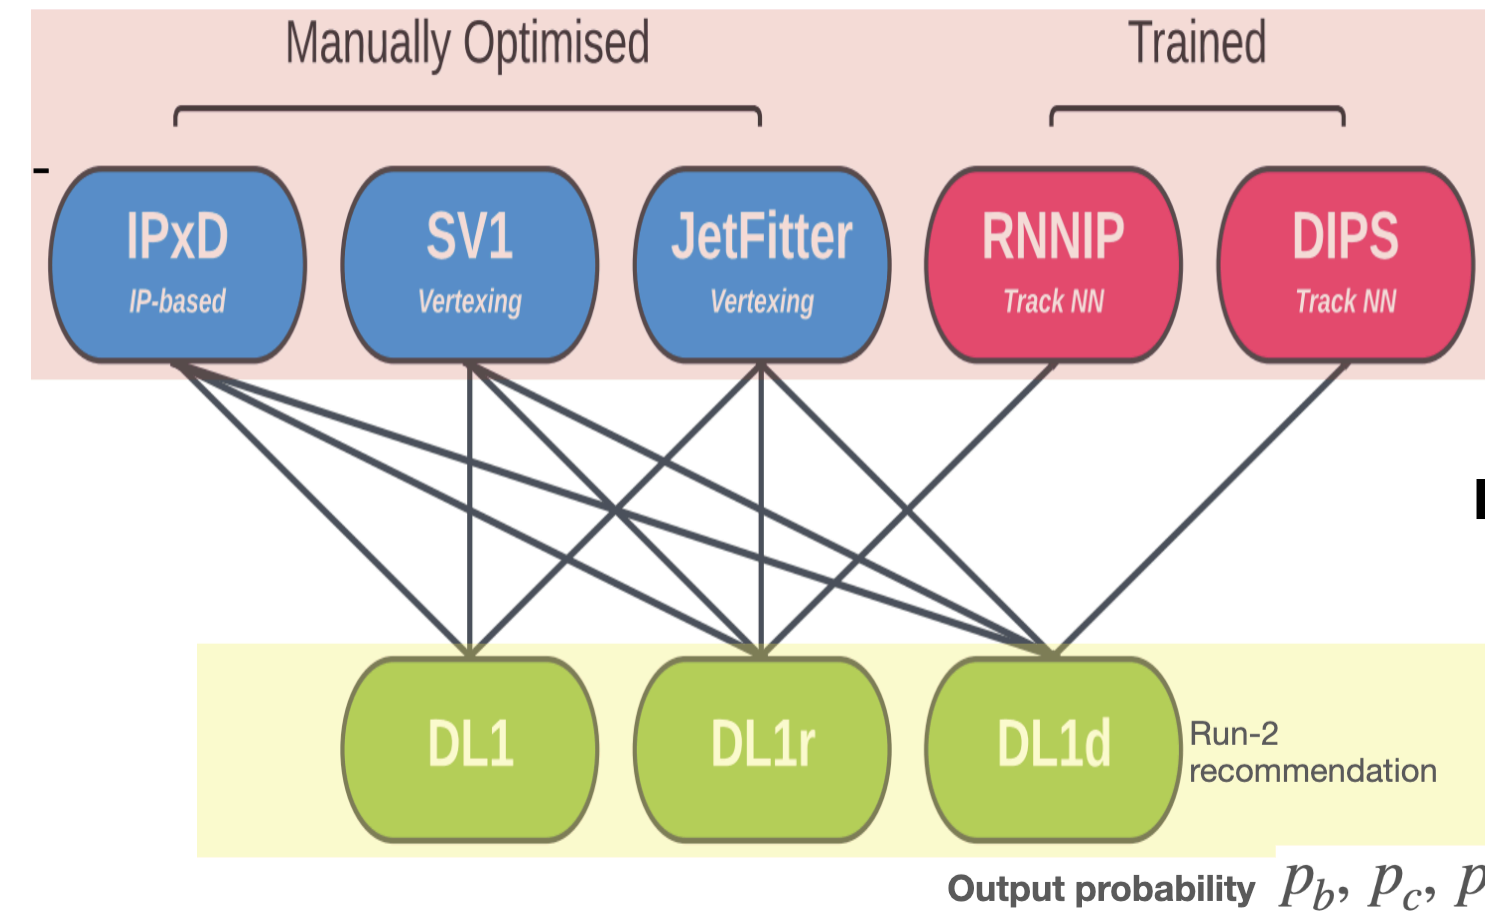 Manually Optimised
Trained
-
IPxD
IP-based
SV1
Vertexing
JetFitter
Vertexing
RNNIP
Track NN
DIPS
Track NN
DL1
DL1r
DL1d
Run-2
recommendation
Output probability p_b, p_c, p